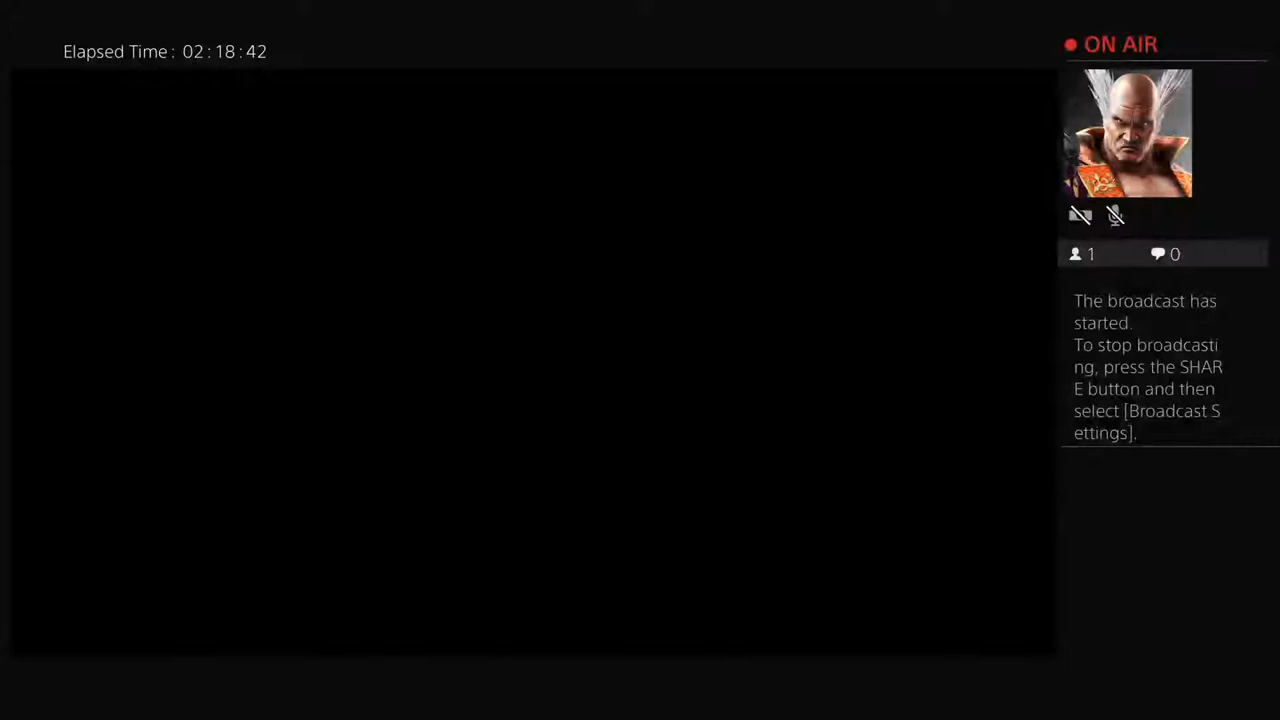 Elapsed Time: 02:18:42
ON AIR
1 0
The broadcast has
started.
To stop broadcasti
ng, press the SHAR
E button and then
select [Broadcast S
ettings].